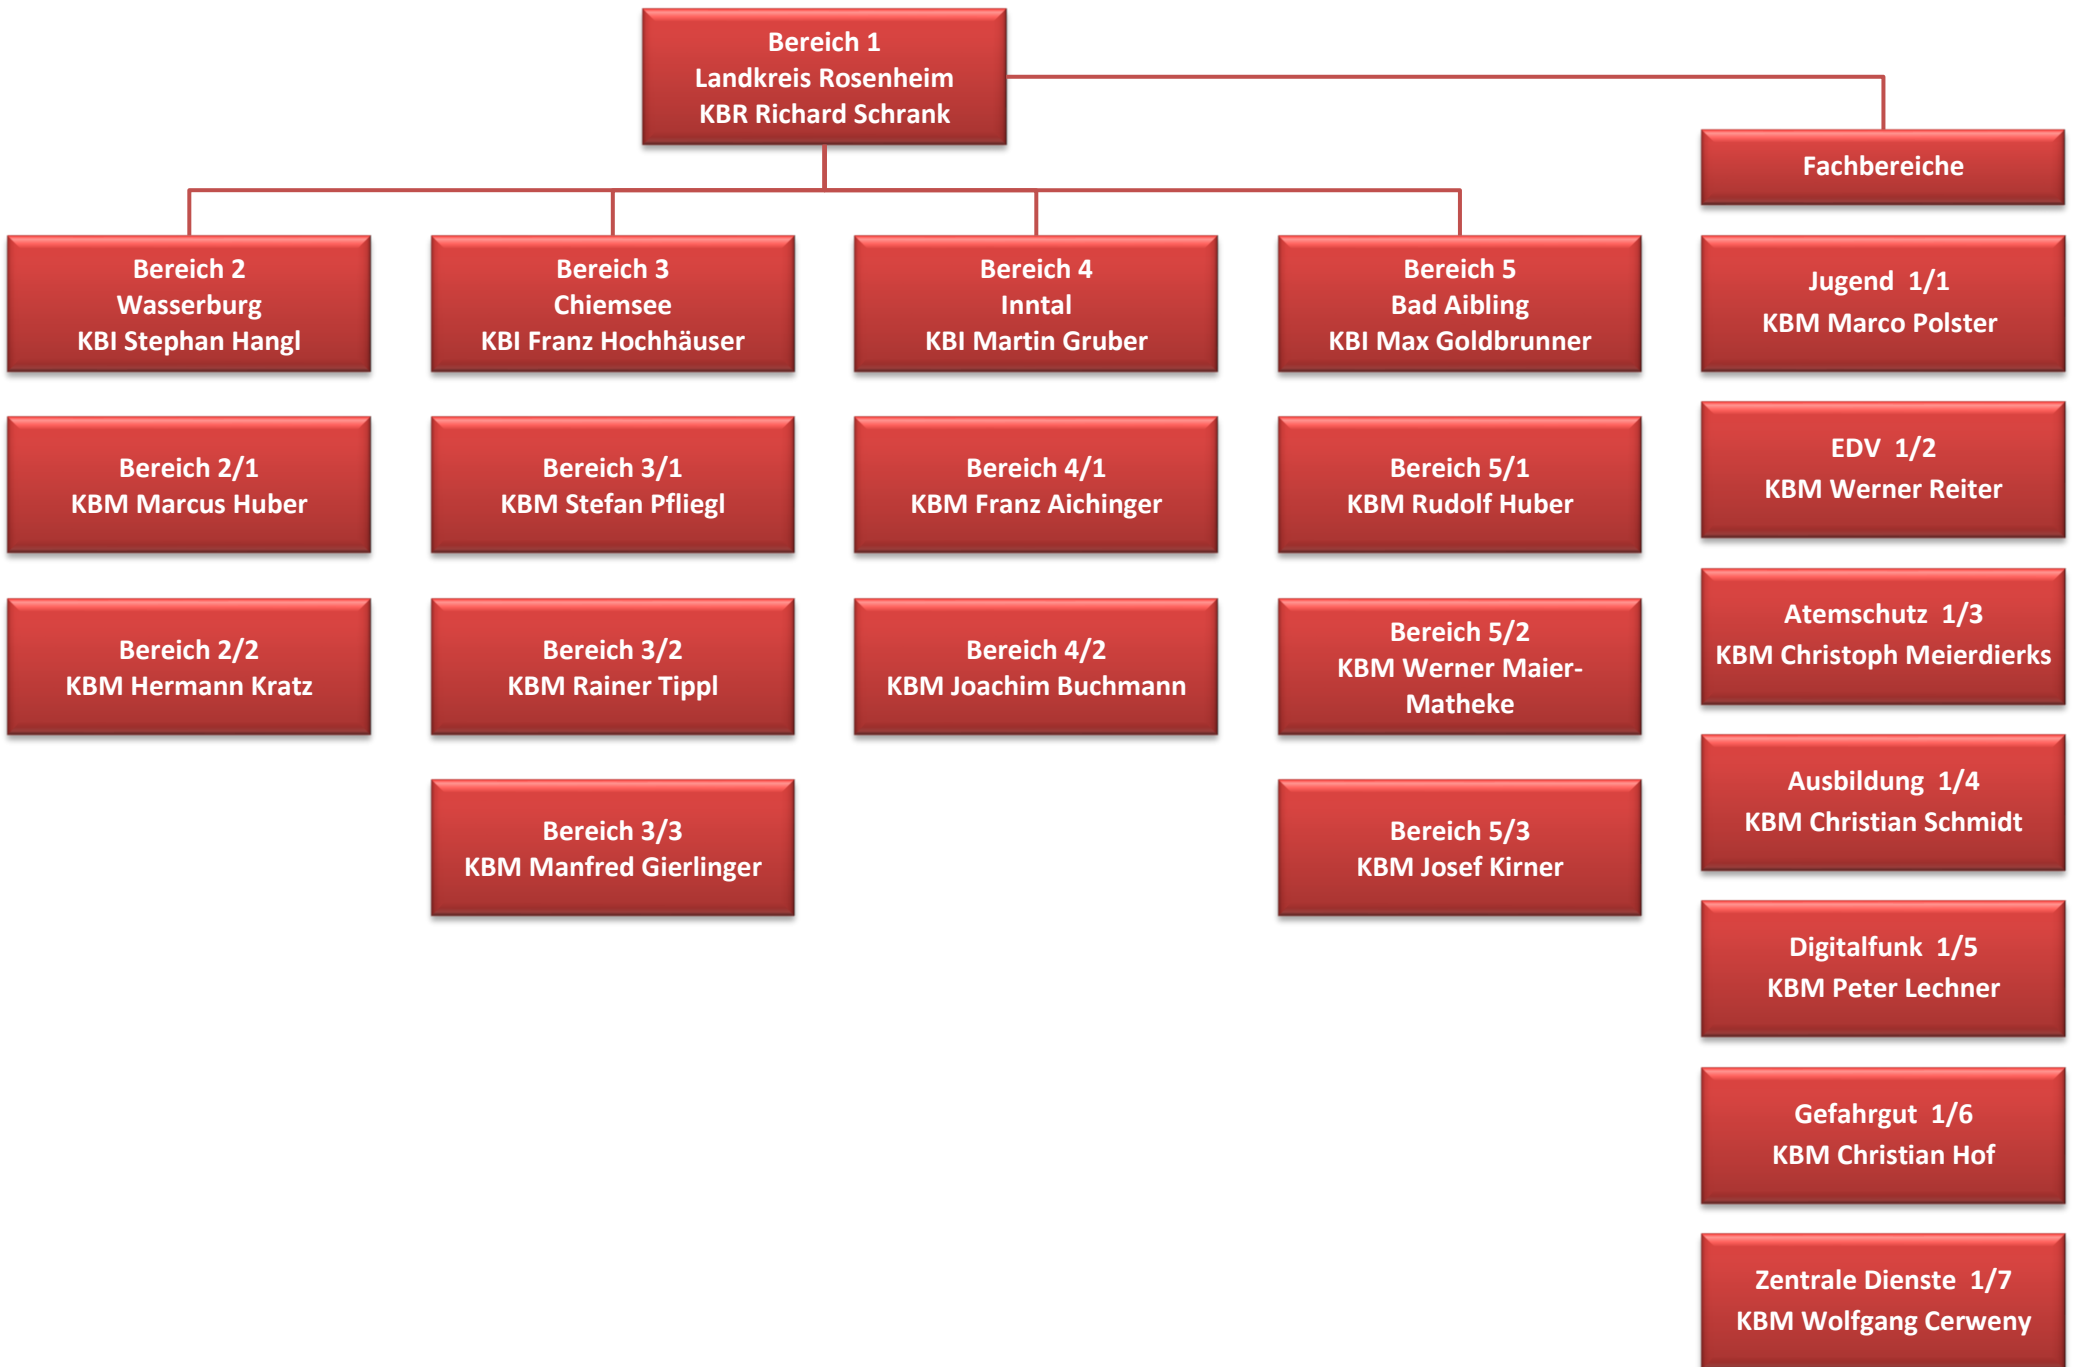 Bereich 1
Landkreis Rosenheim
KBR Richard Schrank
Fachbereiche
Bereich 2
Wasserburg
KBI Stephan Hangl
Bereich 2/1
KBM Marcus Huber
Bereich 2/2
KBM Hermann Kratz
Bereich 3
Chiemsee
KBI Franz Hochhäuser
Bereich 3/1
KBM Stefan Pfliegl
Bereich 3/2
KBM Rainer Tippl
Bereich 3/3
KBM Manfred Gierlinger
Bereich 4
Inntal
KBI Martin Gruber
Bereich 4/1
KBM Franz Aichinger
Bereich 4/2
KBM Joachim Buchmann
Bereich 5
Bad Aibling
KBI Max Goldbrunner
Bereich 5/1
KBM Rudolf Huber
Bereich 5/2
KBM Werner Maier-
Matheke
Bereich 5/3
KBM Josef Kirner
Jugend 1/1
KBM Marco Polster
EDV 1/2
KBM Werner Reiter
Atemschutz 1/3
KBM Christoph Meierdierks
Ausbildung 1/4
KBM Christian Schmidt
Digitalfunk 1/5
KBM Peter Lechner
Gefahrgut 1/6
KBM Christian Hof
Zentrale Dienste 1/7
KBM Wolfgang Cerweny